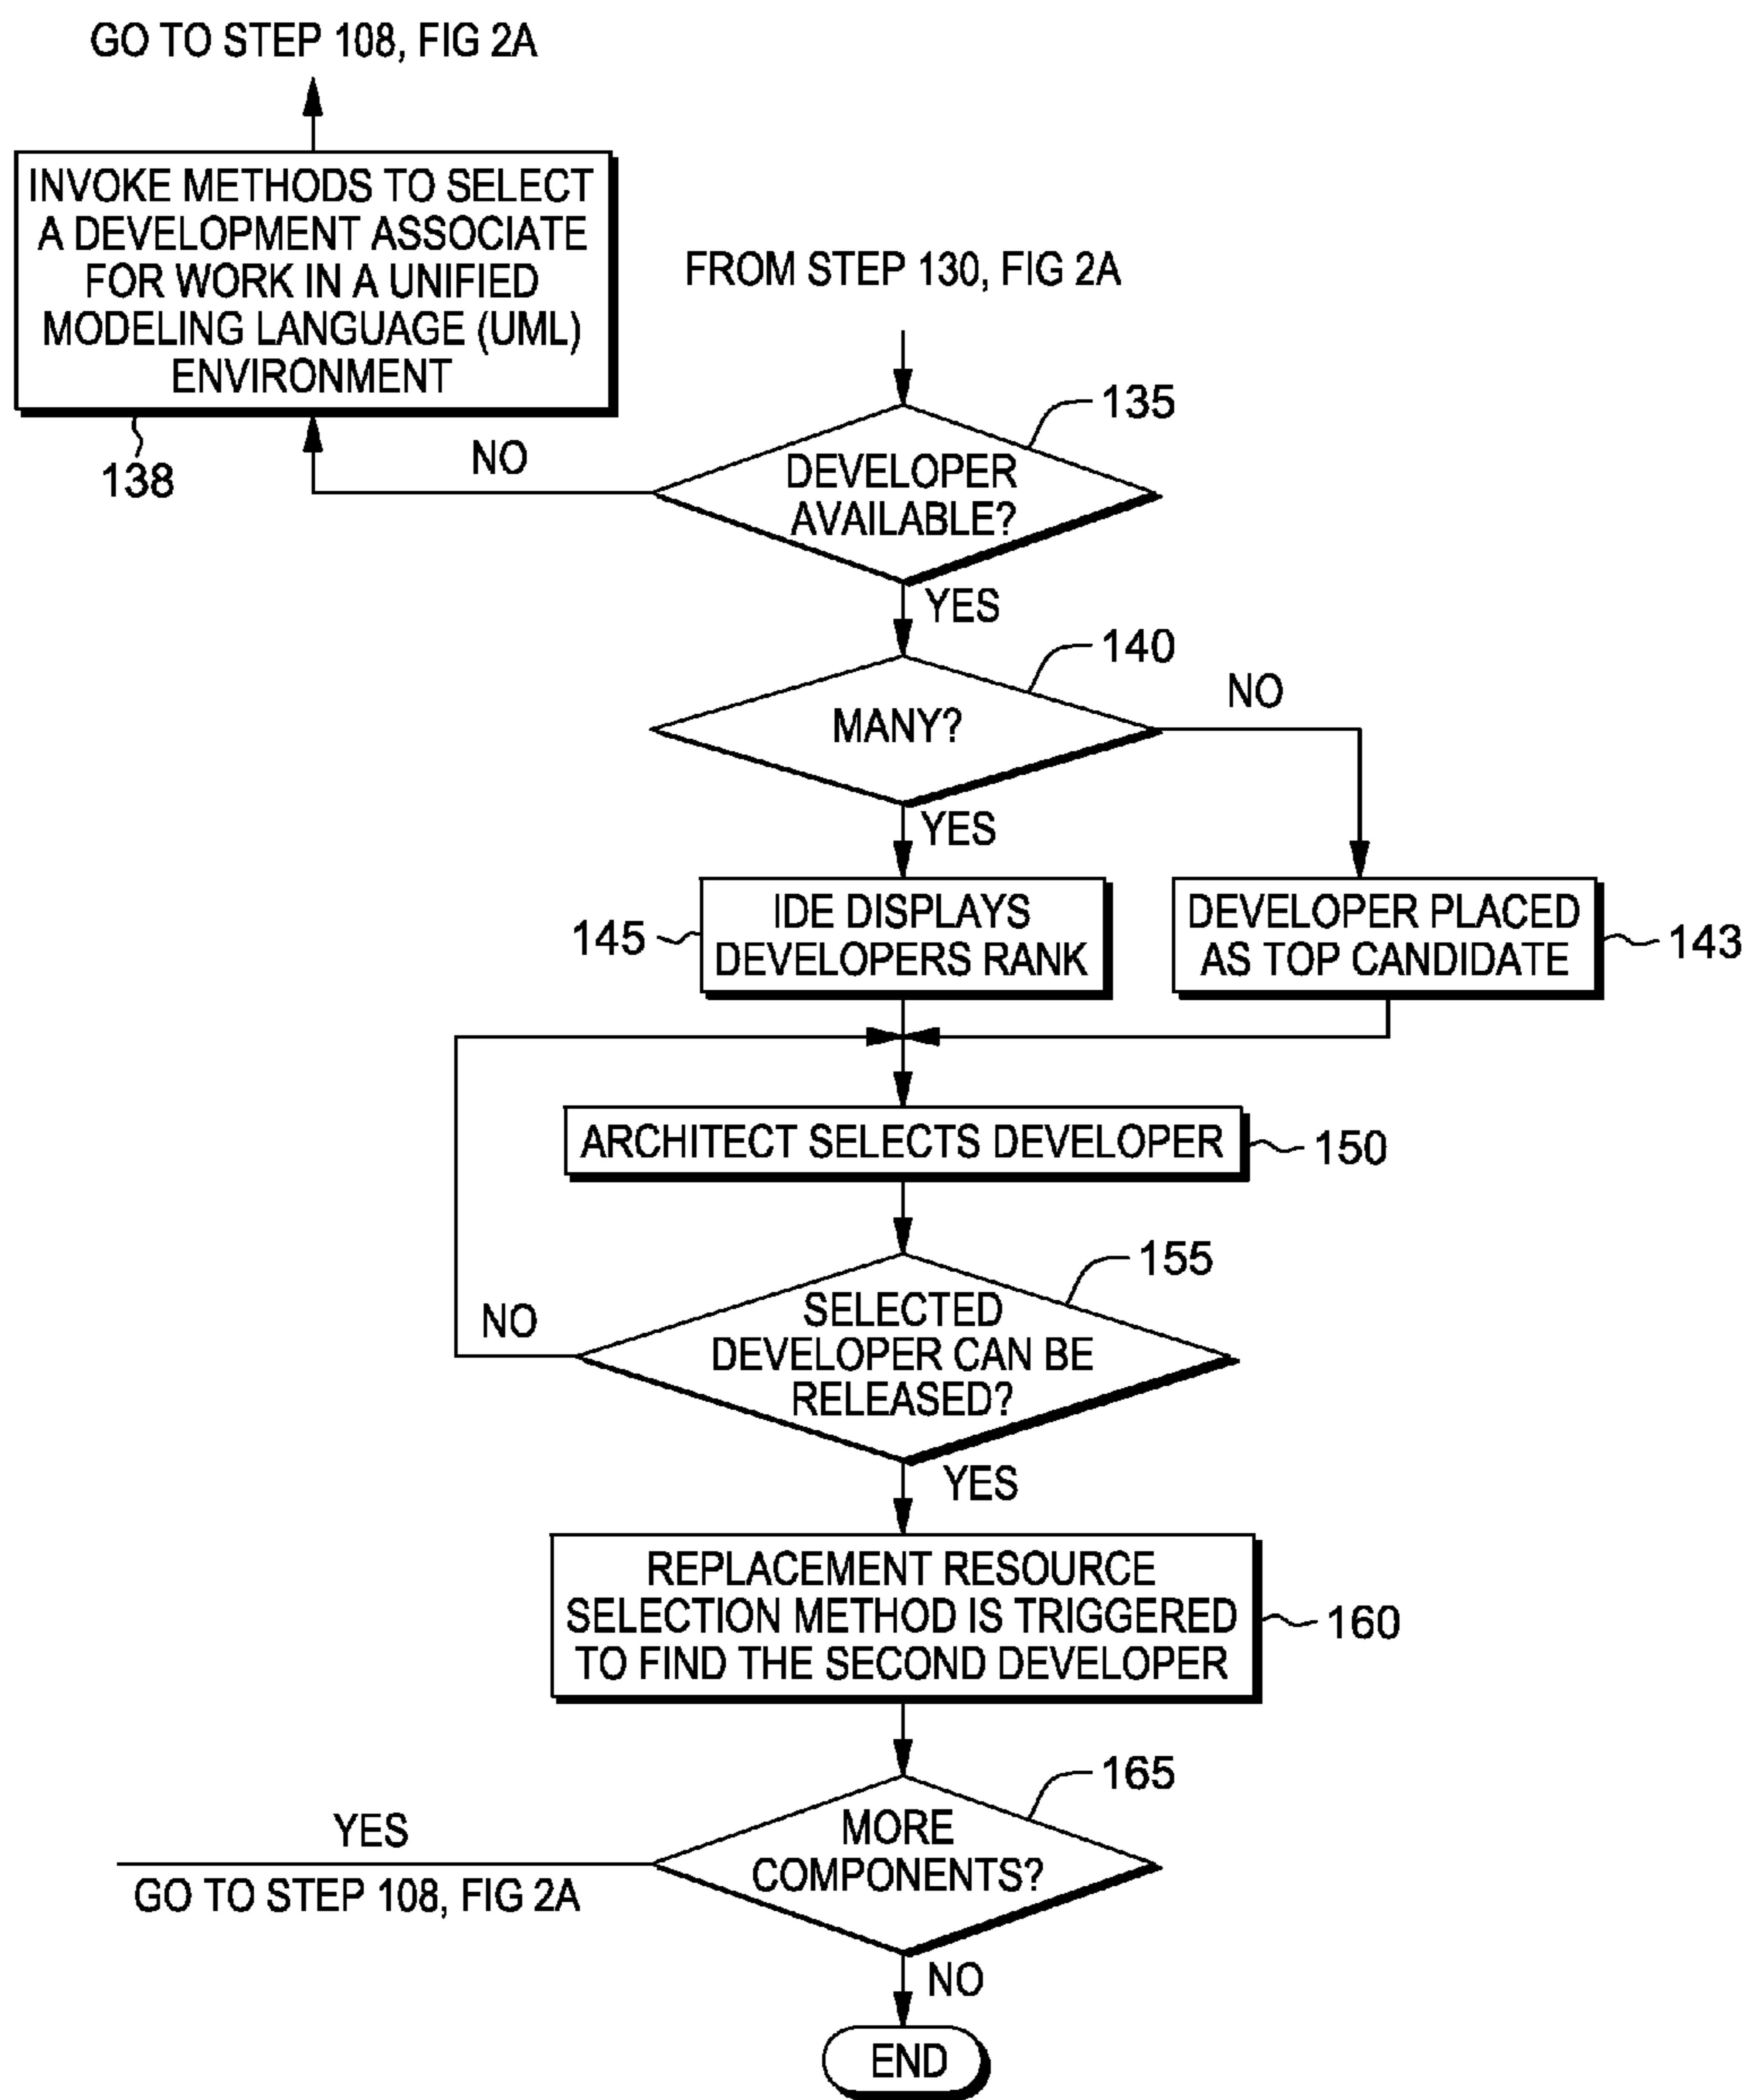 GO TO STEP 108, FIG 2A
INVOKE METHODS TO SELECT
A DEVELOPMENT ASSOCIATE
FOR WORK IN A UNIFIED
MODELING LANGUAGE (UML)
ENVIRONMENT
138
FROM STEP 130, FIG 2A
135
DEVELOPER
AVAILABLE?
NO
YES
140
MANY?
NO
YES
145
IDE DISPLAYS
DEVELOPERS RANK
DEVELOPER PLACED
AS TOP CANDIDATE
143
ARCHITECT SELECTS DEVELOPER
150
155
SELECTED
DEVELOPER CAN BE
RELEASED?
NO
YES
REPLACEMENT RESOURCE
SELECTION METHOD IS TRIGGERED
TO FIND THE SECOND DEVELOPER
160
165
MORE
COMPONENTS?
YES
GO TO STEP 108, FIG 2A
NO
END